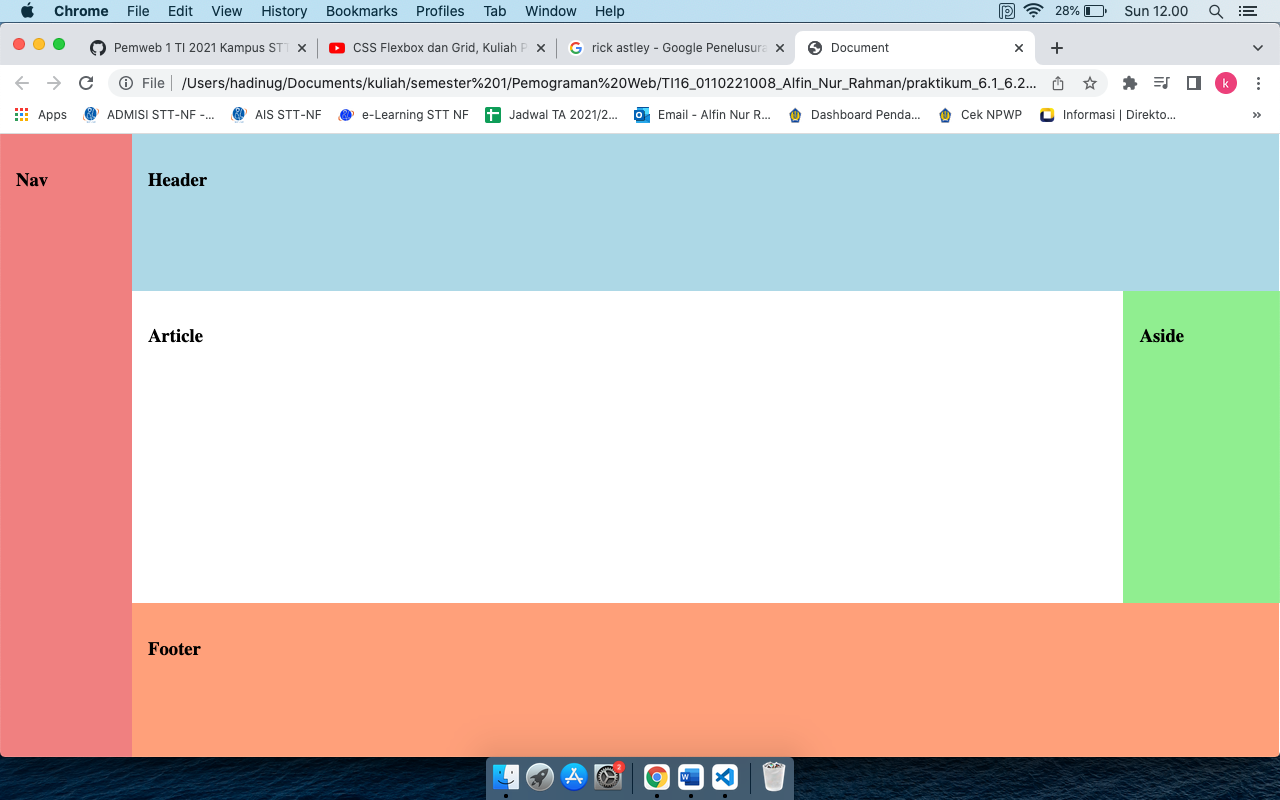 Chrome File Edit View History Bookmarks Profiles Tab Window Help 28% Sun 12.00
Pemweb 1 TI 2021 Kampus STT CSS Flexbox dan Grid, Kuliah P rick astley - Google Penelusura Document
File /Users/hadinug/Documents/kuliah/semester%201/Pemograman%20Web/TI16_0110221008_Alfin_Nur_Rahman/praktikum_6.1_6.2... k
Apps ADMISI STT-NF -... AIS STT-NF e-Learning STT NF Jadwal TA 2021/2... Email - Alfin Nur R... Dashboard Penda... Cek NPWP Informasi | Direkto... »
Nav Header
Article Aside
Footer
2